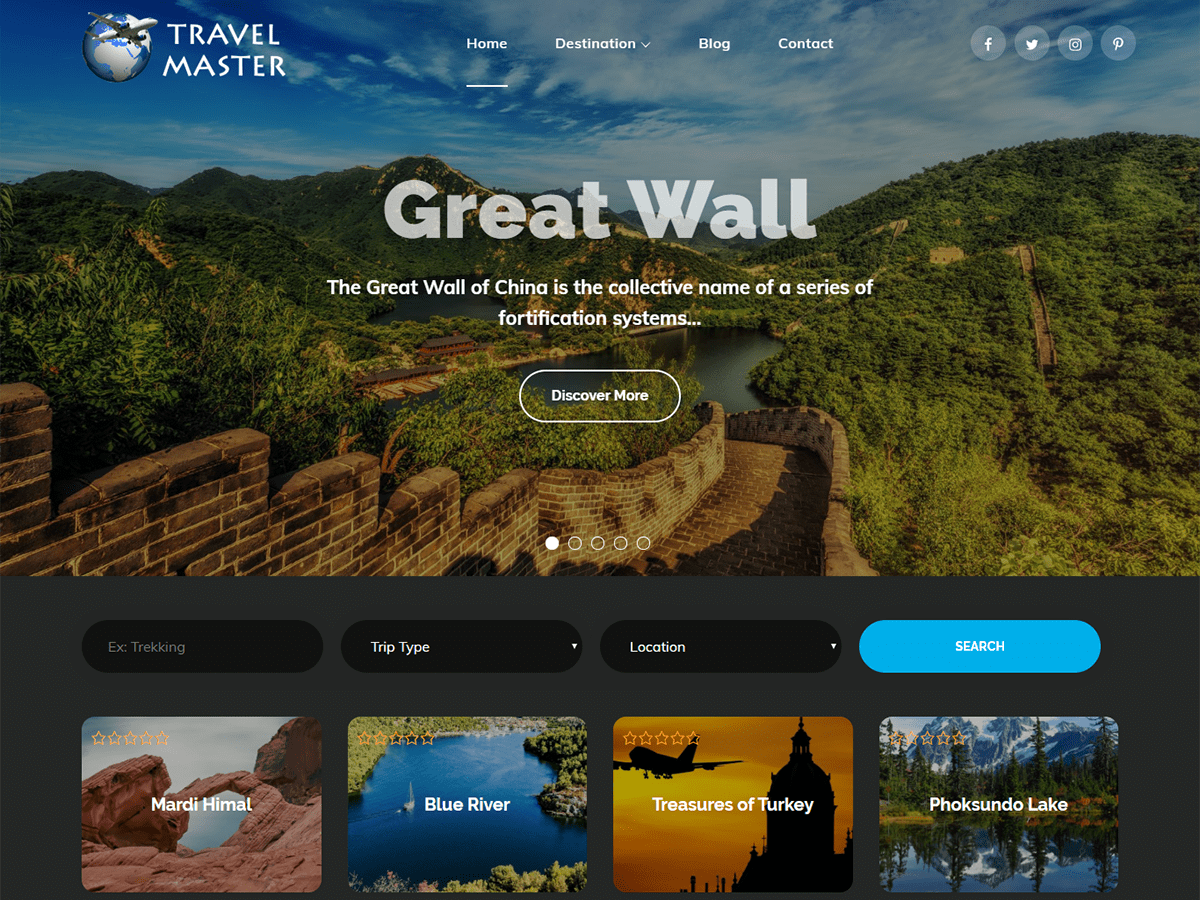 TRAVEL
MASTER
Home
Destination
Blog
Contact
Great Wall
The Great Wall of China is the collective name of a series of
fortification systems...
Discover More
Ex: Trekking
Trip Type
Location
SEARCH
Mardi Himal
Blue River
Treasures of Turkey
Phoksundo Lake